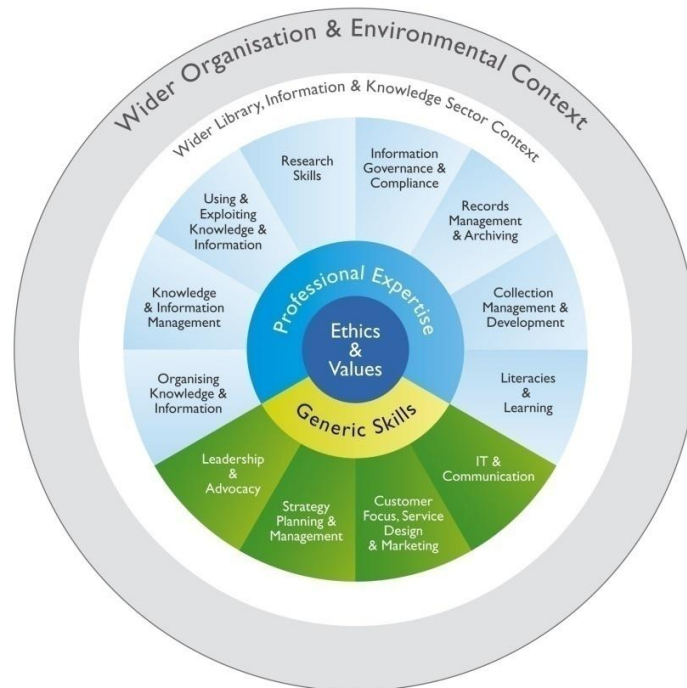 Wider Organisation & Environmental Context
Wider Library, Information & Knowledge Sector Context
Research
Skills
Information
Governance &
Compliance
Records
Management
& Archiving
Collection
Management &
Development
Literacies
&
Learning
IT &
Communication
Customer
Focus, Service
Design
& Marketing
Strategy
Planning &
Management
Leadership
&
Advocacy
Organising
Knowledge &
Information
Knowledge
& Information
Management
Using &
Exploiting
Knowledge &
Information
Professional Expertise
Ethics
&
Values
Generic Skills